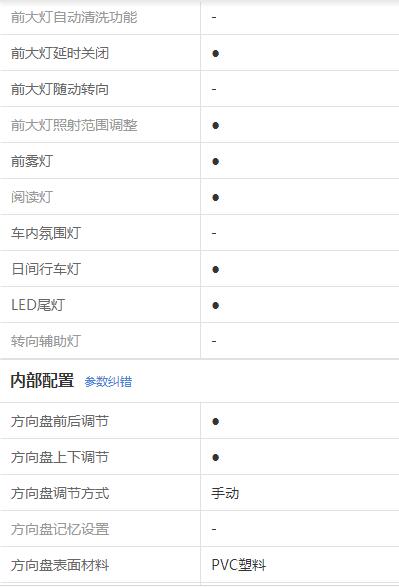 前大灯自动清洗功能 -
前大灯延时关闭 ●
前大灯随动转向 -
前大灯照射范围调整 ●
前雾灯 ●
阅读灯 ●
车内氛围灯 -
日间行车灯 ●
LED尾灯 ●
转向辅助灯 -
内部配置 参数纠错
方向盘前后调节 ●
方向盘上下调节 ●
方向盘调节方式 手动
方向盘记忆设置 -
方向盘表面材料 PVC塑料